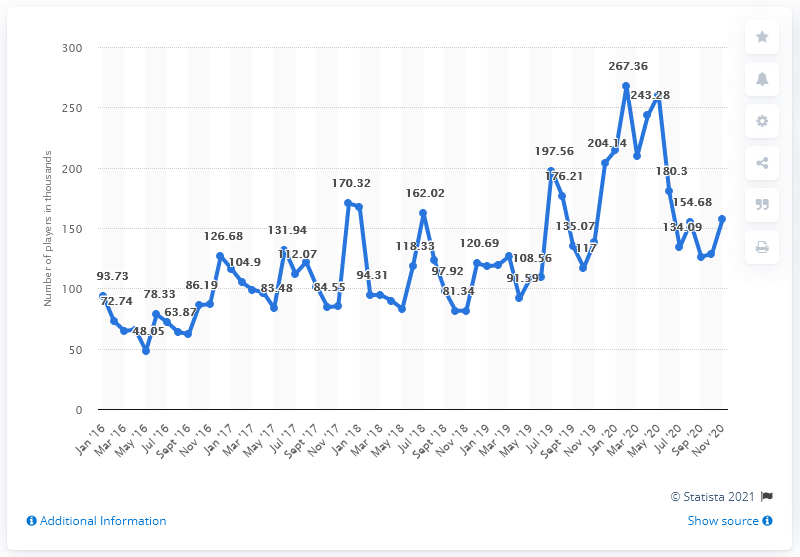 300
250
200
150
100
50
0
Number of players in thousands
93.73
72.74
48.05
78.33
63.87
86.19
126.68
104.9
83.48
131.94
112.07
84.55
170.32
94.31
118.33
162.02
97.92
81.34
120.69
91.59
108.56
197.56
176.21
135.07
117
204.14
267.36
243.28
180.3
134.09
154.68
Jan '16
Mar '16
May '16
Jul '16
Sept '16
Nov '16
Jan '17
Mar '17
May '17
Jul '17
Sept '17
Nov '17
Jan '18
Mar '18
May '18
Jul '18
Sept '18
Nov '18
Jan '19
Mar '19
May '19
Jul '19
Sept '19
Nov '19
Jan '20
Mar '20
May '20
Jul '20
Sep '20
Nov '20
© Statista 2021
Additional Information
Show source